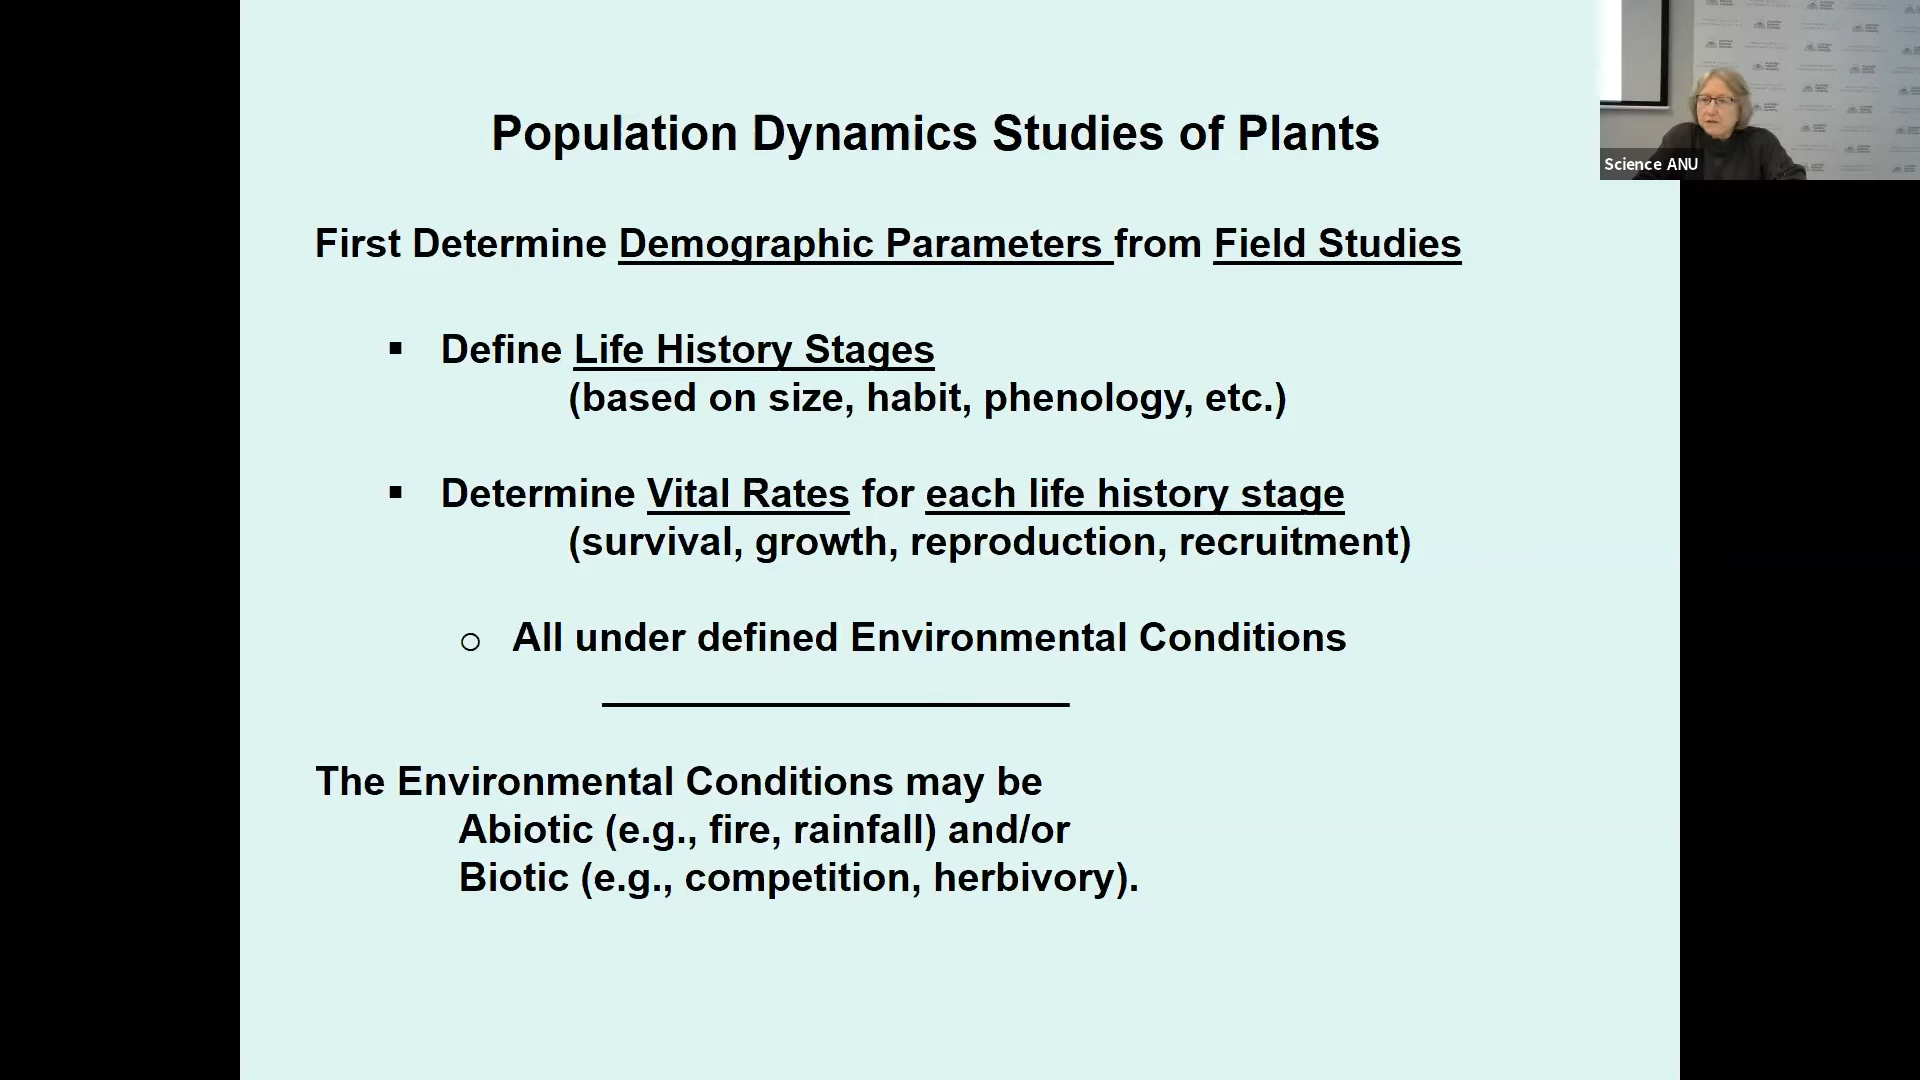 Population Dynamics Studies of Plants
First Determine Demographic Parameters from Field Studies
▪ Define Life History Stages
(based on size, habit, phenology, etc.)
▪ Determine Vital Rates for each life history stage
(survival, growth, reproduction, recruitment)
o All under defined Environmental Conditions
The Environmental Conditions may be
Abiotic (e.g., fire, rainfall) and/or
Biotic (e.g., competition, herbivory).
Science ANU